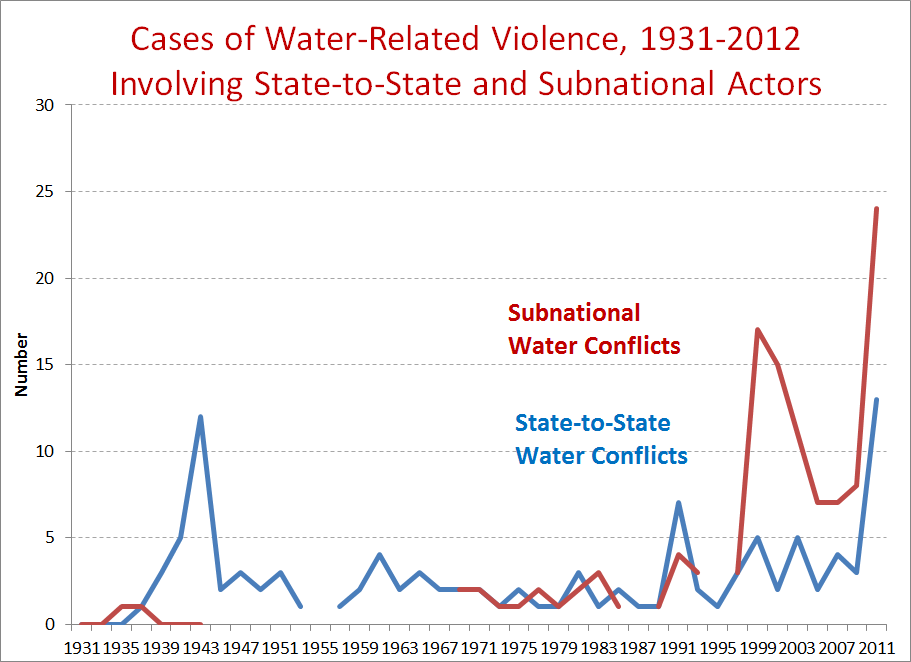 Cases of Water-Related Violence, 1931-2012
Involving State-to-State and Subnational Actors
30
25
20
15
10
5
0
Number
Subnational
Water Conflicts
State-to-State
Water Conflicts
1931 1935 1939 1943 1947 1951 1955 1959 1963 1967 1971 1975 1979 1983 1987 1991 1995 1999 2003 2007 2011